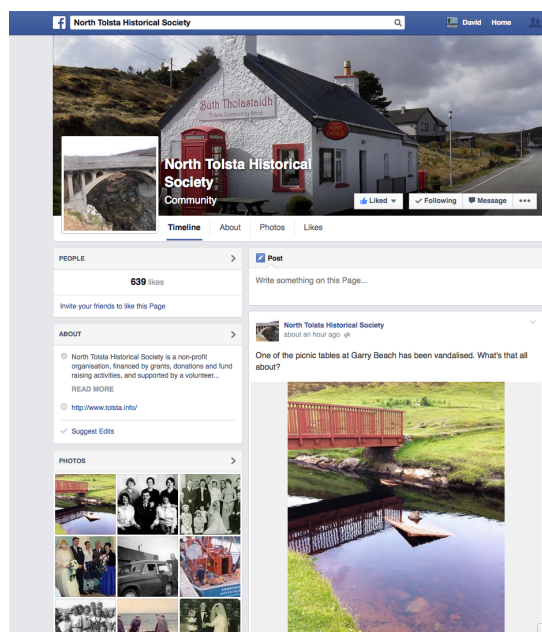 North Tolsta Historical Society
David Home
Buth Tholastaidh
Tolsta Community Shop
POST OFFICE
North Tolsta Historical
Society
Community
Liked
Following
Message
Timeline About Photos Likes
PEOPLE
639 likes
Invite your friends to like this Page
ABOUT
North Tolsta Historical Society is a non-profit
organisation, financed by grants, donations and fund
raising activities, and supported by a volunteer...
READ MORE
http://www.tolsta.info/
Suggest Edits
PHOTOS
Post
Write something on this Page...
North Tolsta Historical Society
about an hour ago
One of the picnic tables at Garry Beach has been vandalised. What's that all
about?